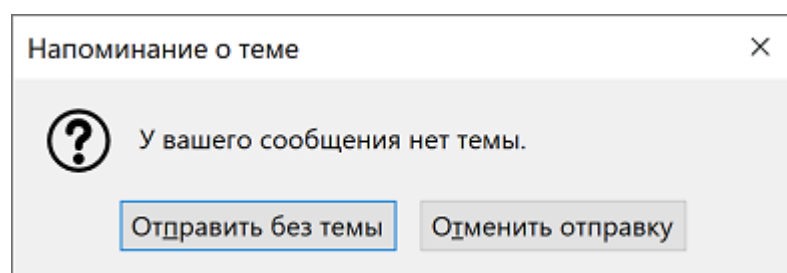 Напоминание о теме
У вашего сообщения нет темы.
Отправить без темы Отменить отправку